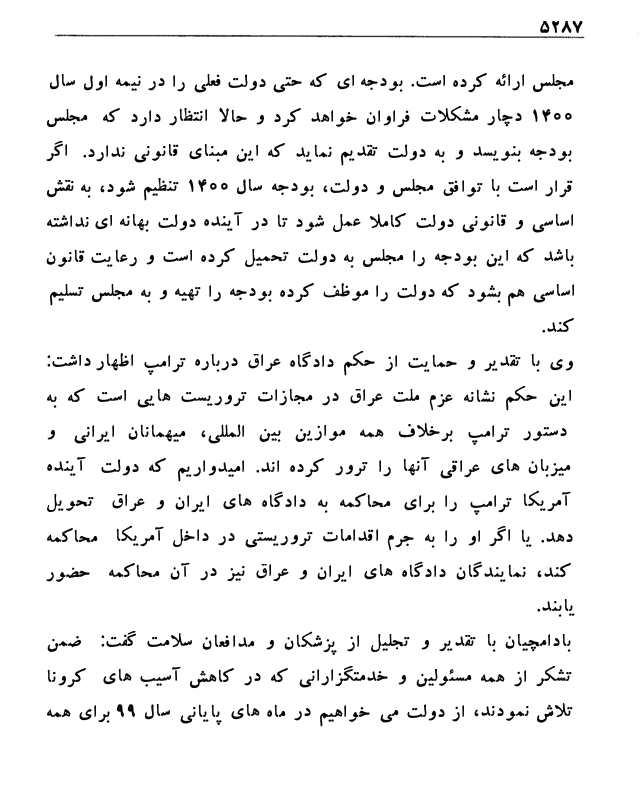 ۵۲۸۷
مجلس ارائه کرده است. بودجه ای که حتی دولت فعلی را در نیمه اول سال
۱۴۰۰ دچار مشکلات فراوان خواهد کرد و حالا انتظار دارد که مجلس
بودجه بنویسد و به دولت تقدیم نماید که این مبنای قانونی ندارد. اگر
قرار است با توافق مجلس و دولت، بودجه سال ۱۴۰۰ تنظیم شود، به نقش
اساسی و قانونی دولت کاملا عمل شود تا در آینده دولت بهانه ای نداشته
باشد که این بودجه را مجلس به دولت تحمیل کرده است و رعایت قانون
اساسی هم بشود که دولت را موظف کرده بودجه را تهیه و به مجلس تسلیم
کند.
وی با تقدیر و حمایت از حکم دادگاه عراق درباره ترامپ اظهار داشت:
این حکم نشانه عزم ملت عراق در مجازات تروریست هایی است که به
دستور ترامپ برخلاف همه موازین بین المللی، میهمانان ایرانی و
میزبان های عراقی آنها را ترور کرده اند. امیدواریم که دولت آینده
آمریکا ترامپ را برای محاکمه به دادگاه های ایران و عراق تحویل
دهد. یا اگر او را به جرم اقدامات تروریستی در داخل آمریکا محاکمه
کند، نمایندگان دادگاه های ایران و عراق نیز در آن محاکمه حضور
یابند.
بادامچیان با تقدیر و تجلیل از پزشکان و مدافعان سلامت گفت: ضمن
تشکر از همه مسئولین و خدمتگزارانی که در کاهش آسیب های کرونا
تلاش نمودند، از دولت می خواهیم در ماه های پایانی سال ۹۹ برای همه